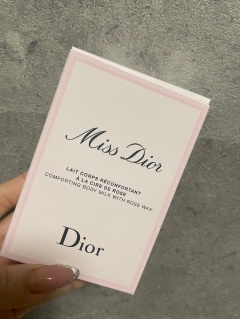 Miss Dior
LAIT CORPS RÉCONFORTANT
À LA CIRE DE ROSE
COMFORTING BODY MILK WITH ROSE WAX
Dior